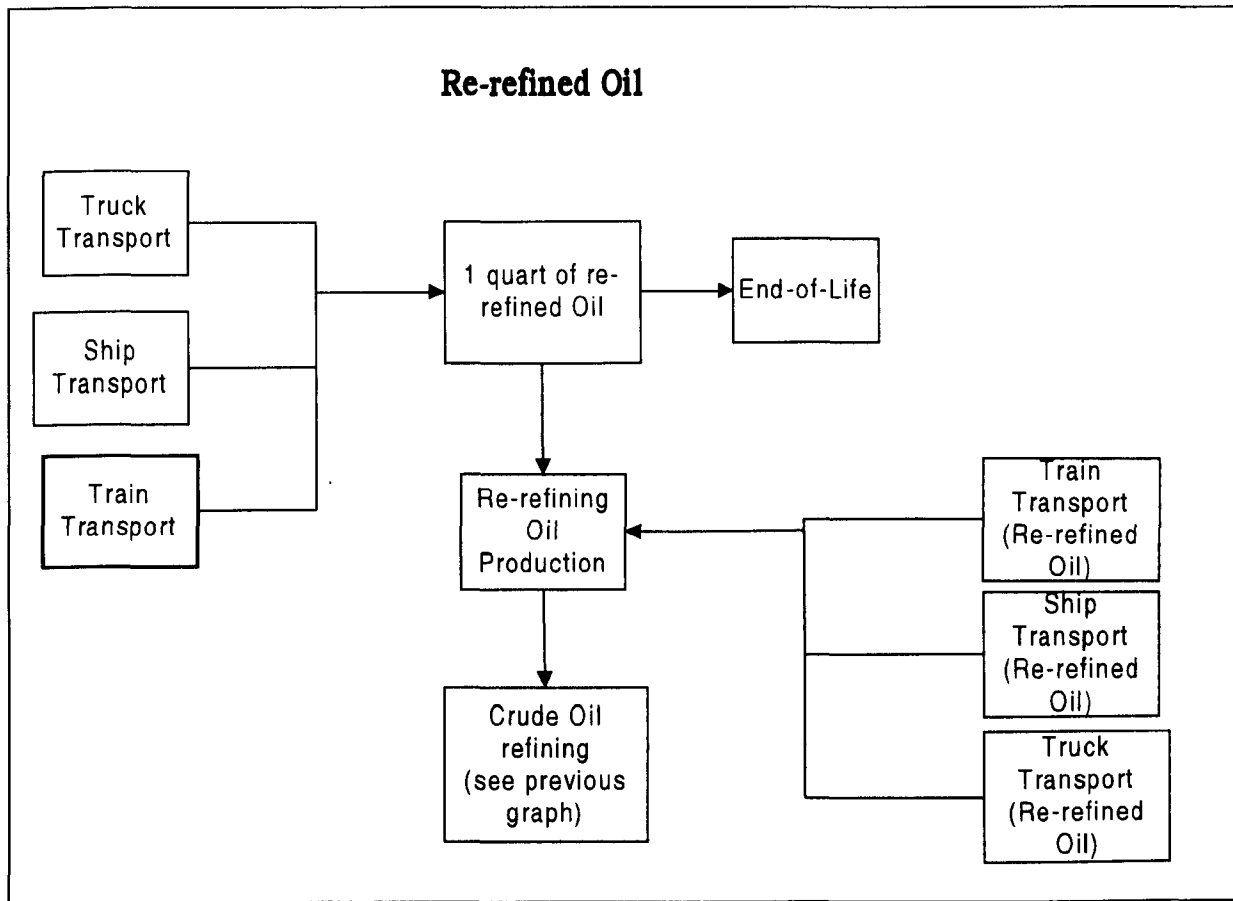 Re-refined Oil
Truck
Transport
1 quart of re-
refined Oil
End-of-Life
Ship
Transport
Train
Transport
Re-refining
Oil
Production
Train
Transport
(Re-refined
Oil)
Ship
Transport
(Re-refined
Oil)
Crude Oil
refining
(see previous
graph)
Truck
Transport
(Re-refined
Oil)